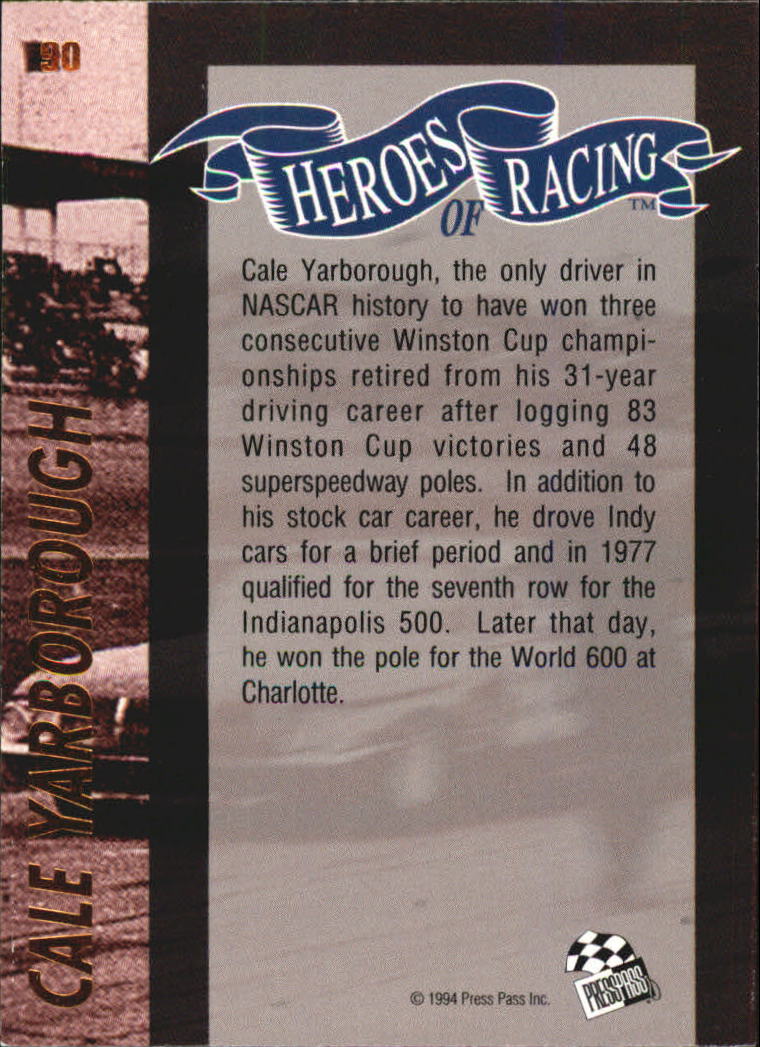 HEROES
OF
RACING
TM
Cale Yarborough, the only driver in
NASCAR history to have won three
consecutive Winston Cup champi-
onships retired from his 31-year
driving career after logging 83
Winston Cup victories and 48
superspeedway poles. In addition to
his stock car career, he drove Indy
cars for a brief period and in 1977
qualified for the seventh row for the
Indianapolis 500. Later that day,
he won the pole for the World 600 at
Charlotte.
CALE YARBOROUGH
© 1994 Press Pass Inc.
PRESS PASS